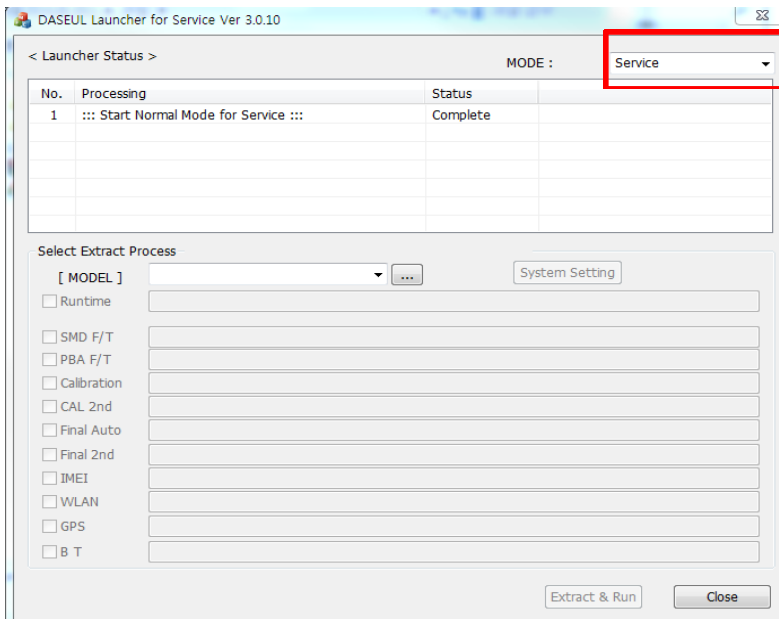 DASEUL Launcher for Service Ver 3.0.10
< Launcher Status >
MODE :
Service
No. Processing Status
1 ::: Start Normal Mode for Service ::: Complete
Select Extract Process
[ MODEL ]
...
System Setting
Runtime
SMD F/T
PBA F/T
Calibration
CAL 2nd
Final Auto
Final 2nd
IMEI
WLAN
GPS
B T
Extract & Run
Close